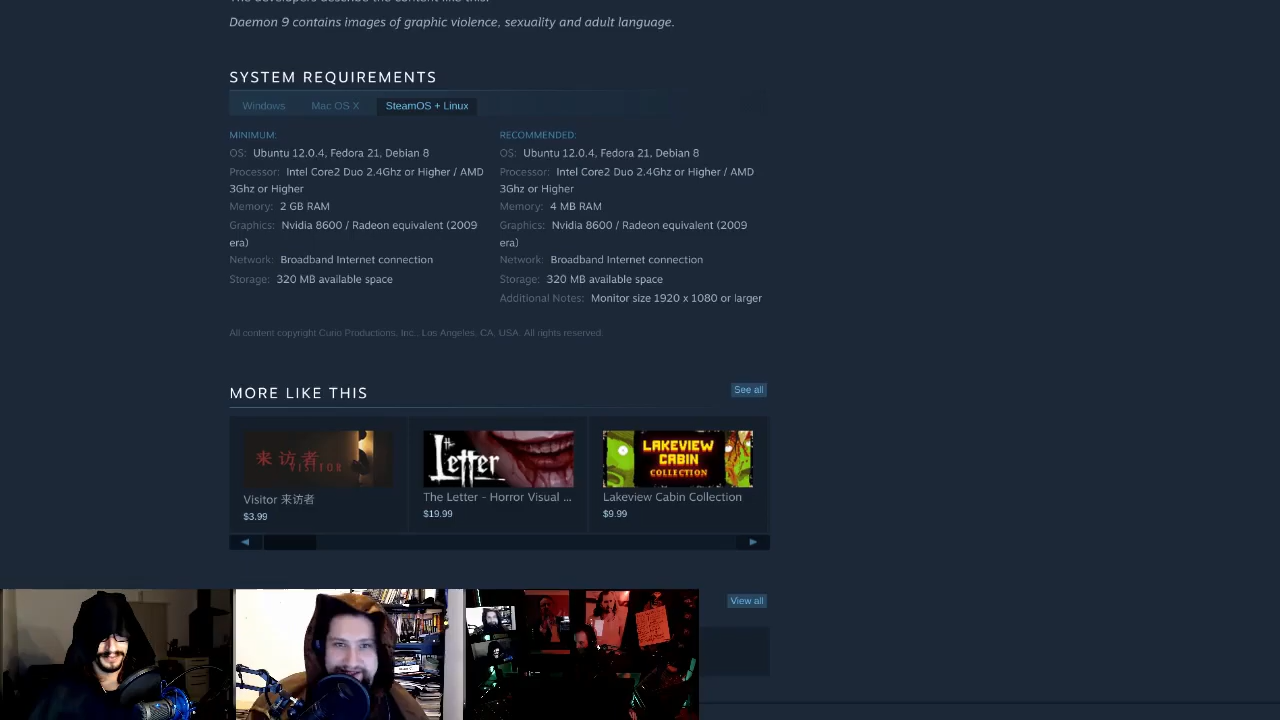 Daemon 9 contains images of graphic violence, sexuality and adult language.
SYSTEM REQUIREMENTS
Windows Mac OS X SteamOS + Linux
MINIMUM:
OS: Ubuntu 12.0.4, Fedora 21, Debian 8
Processor: Intel Core2 Duo 2.4Ghz or Higher / AMD
3Ghz or Higher
Memory: 2 GB RAM
Graphics: Nvidia 8600 / Radeon equivalent (2009
era)
Network: Broadband Internet connection
Storage: 320 MB available space
RECOMMENDED:
OS: Ubuntu 12.0.4, Fedora 21, Debian 8
Processor: Intel Core2 Duo 2.4Ghz or Higher / AMD
3Ghz or Higher
Memory: 4 MB RAM
Graphics: Nvidia 8600 / Radeon equivalent (2009
era)
Network: Broadband Internet connection
Storage: 320 MB available space
Additional Notes: Monitor size 1920 x 1080 or larger
All content copyright Curio Productions, Inc., Los Angeles, CA, USA. All rights reserved.
MORE LIKE THIS
See all
来访者
VISITOR
Visitor 来访者
$3.99
the
Letter
The Letter - Horror Visual ...
$19.99
LAKEVIEW
CABIN
COLLECTION
Lakeview Cabin Collection
$9.99
View all